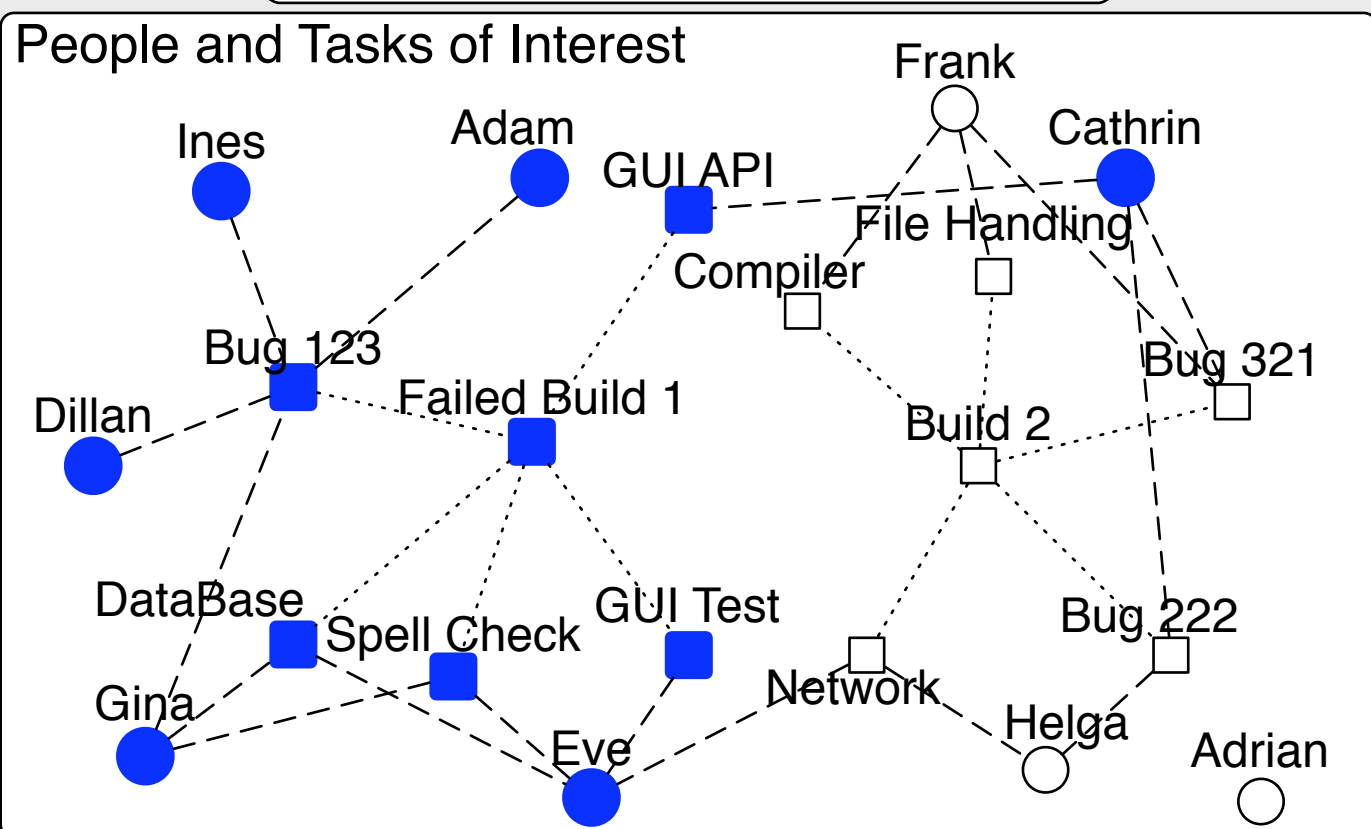 People and Tasks of Interest
Frank
Ines
Adam
Cathrin
GUI API
File Handling
Compiler
Bug 123
Bug 321
Failed Build 1
Dillan
Build 2
DataBase
GUI Test
Bug 222
Spell Check
Network
Gina
Helga
Eve
Adrian